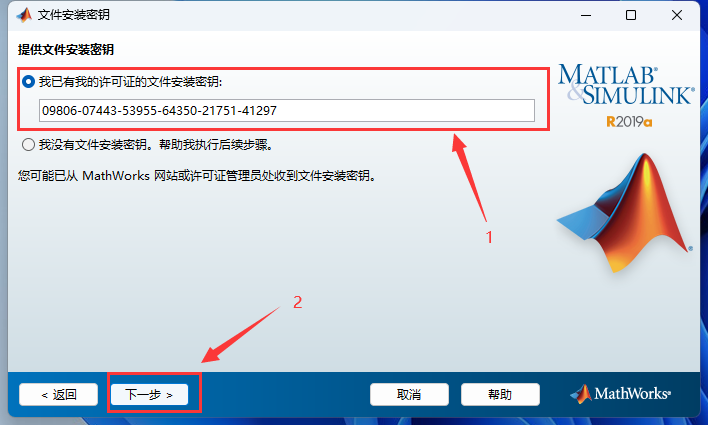 文件安装密钥
提供文件安装密钥
我已有我的许可证的文件安装密钥:
09806-07443-53955-64350-21751-41297
我没有文件安装密钥。帮助我执行后续步骤。
您可能已从 MathWorks 网站或许可证管理员处收到文件安装密钥。
MATLAB®
&SIMULINK®
R2019a
®
1
2
< 返回
下一步 >
取消
帮助
MathWorks®